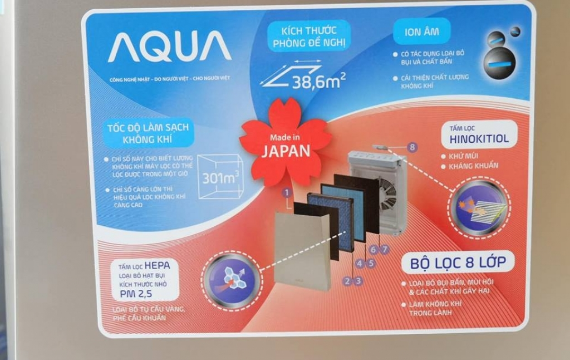 AQUA
CÔNG NGHỆ NHẬT - DO NGƯỜI VIỆT - CHO NGƯỜI VIỆT
KÍCH THƯỚC
PHÒNG ĐỀ NGHỊ
38,6m²
ION ÂM
CÓ TÁC DỤNG LOẠI BỎ
BỤI VÀ CHẤT BẨN
CẢI THIỆN CHẤT LƯỢNG
KHÔNG KHÍ
TỐC ĐỘ LÀM SẠCH
KHÔNG KHÍ
CHỈ SỐ NÀY CHO BIẾT LƯỢNG
KHÔNG KHÍ MÁY LỌC CÓ THỂ
LỌC ĐƯỢC TRONG MỘT GIỜ
CHỈ SỐ CÀNG LỚN THÌ
HIỆU QUẢ LỌC KHÔNG KHÍ
CÀNG CAO
301m³
Made in
JAPAN
TẤM LỌC
HINOKITIOL
KHỬ MÙI
KHÁNG KHUẨN
1
2 3
4 5
6 7
8
TẤM LỌC HEPA
LOẠI BỎ HẠT BỤI
KÍCH THƯỚC NHỎ
PM 2,5
LOẠI BỎ TỤ CẦU VÀNG,
PHẾ CẦU KHUẨN
BỘ LỌC 8 LỚP
LOẠI BỎ BỤI BẨN, MÙI HÔI
& CÁC CHẤT KHÍ GÂY HẠI
LÀM KHÔNG KHÍ
TRONG LÀNH